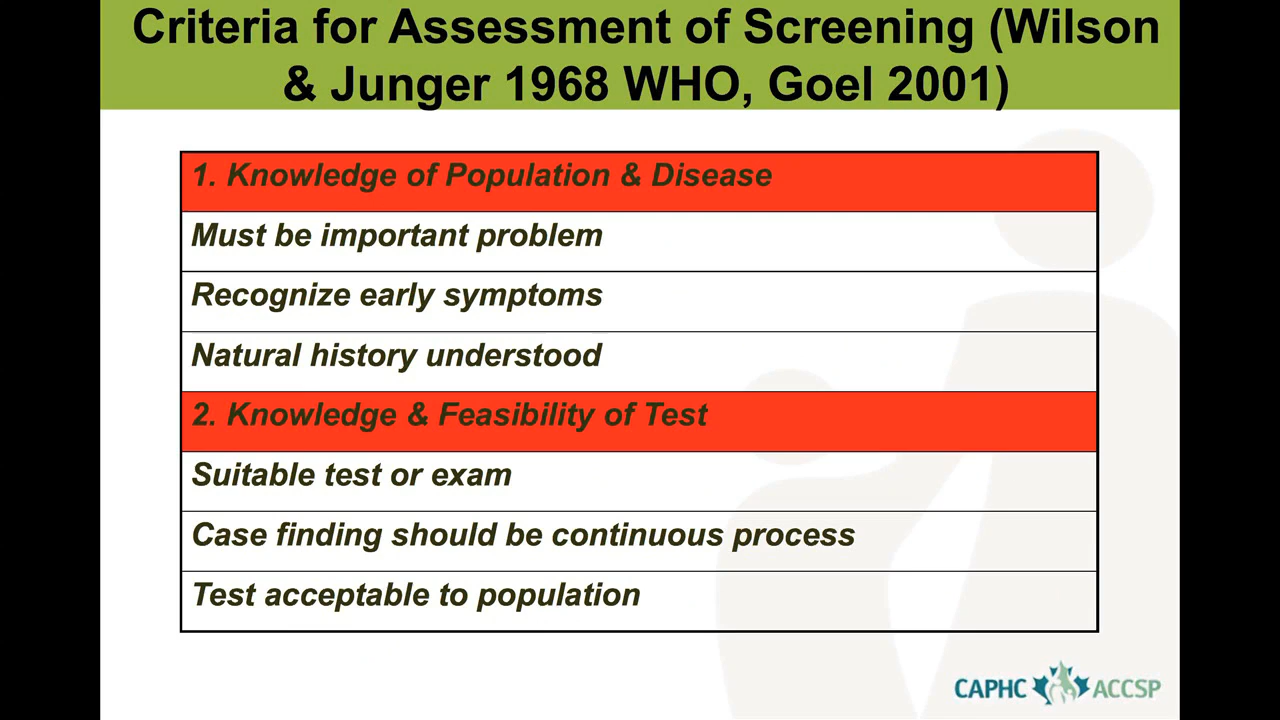 Criteria for Assessment of Screening (Wilson
& Junger 1968 WHO, Goel 2001)
1. Knowledge of Population & Disease
Must be important problem
Recognize early symptoms
Natural history understood
2. Knowledge & Feasibility of Test
Suitable test or exam
Case finding should be continuous process
Test acceptable to population
CAPHC ACCSP